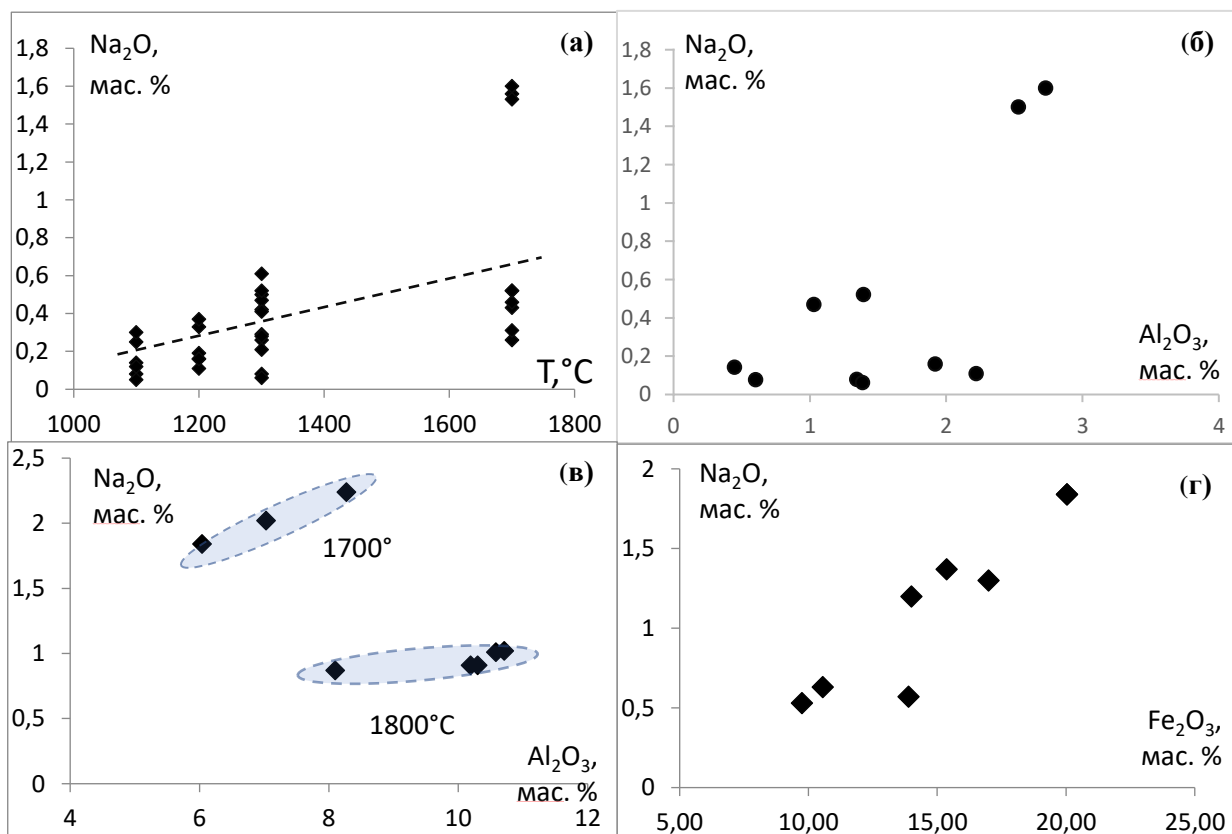 Na₂O,
мас. %
(а)
1,8
1,6
1,4
1,2
1
0,8
0,6
0,4
0,2
0
T,°C
1000 1200 1400 1600 1800
Na₂O,
мас. %
(б)
1,8
1,6
1,4
1,2
1
0,8
0,6
0,4
0,2
0
Al₂O₃,
мас. %
0 1 2 3 4
Na₂O,
мас. %
(в)
2,5
2
1,5
1
0,5
0
1700°
1800°C
Al₂O₃,
мас. %
4 6 8 10 12
Na₂O,
мас. %
(г)
2
1,5
1
0,5
0
Fe₂O₃,
мас. %
5,00 10,00 15,00 20,00 25,00